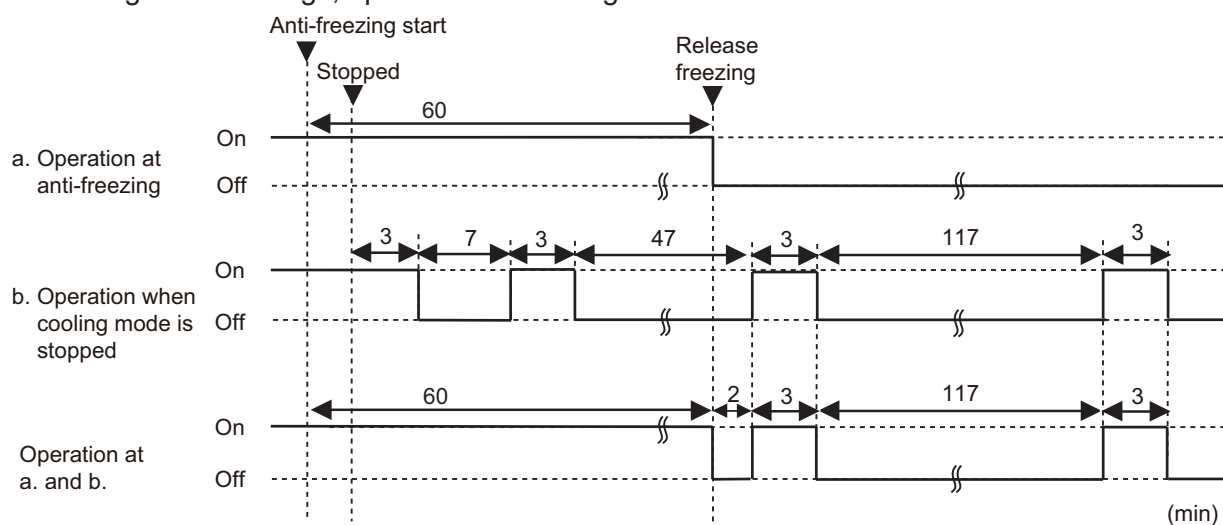 Anti-freezing start
Stopped
Release
freezing
60
On
a. Operation at
anti-freezing
Off
3 7 3 47 3 117 3
On
b. Operation when
cooling mode is
stopped
Off
60 2 3 117 3
On
Operation at
a. and b.
Off
(min)